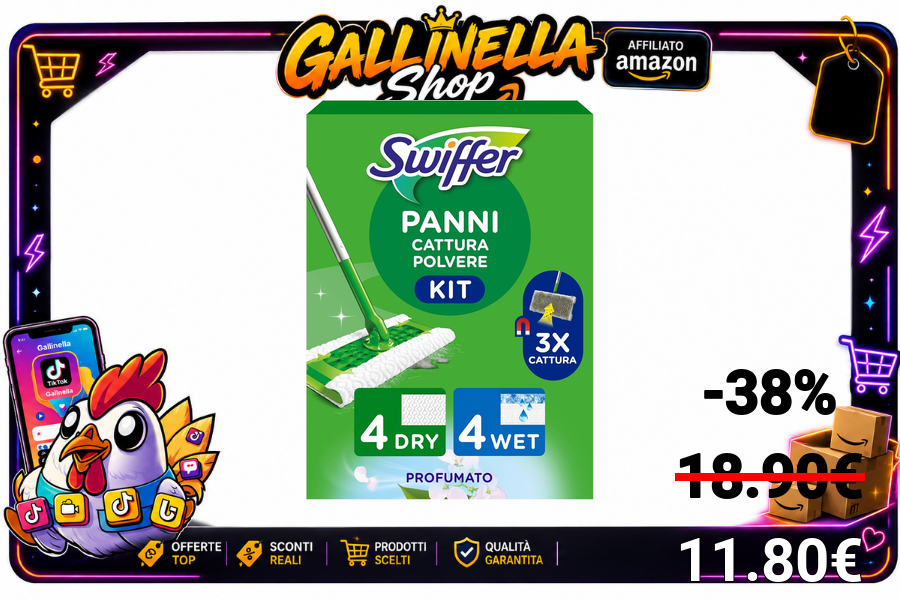 GALLINELLA
Shop
AFFILIATO
amazon
Swiffer
PANNI
CATTURA
POLVERE
KIT
3X
CATTURA
4 DRY
4 WET
PROFUMATO
Gallinella
TikTok
Gallinella
-38%
18.90€
11.80€
OFFERTE
TOP
SCONTI
REALI
PRODOTTI
SCELTI
QUALITÀ
GARANTITA